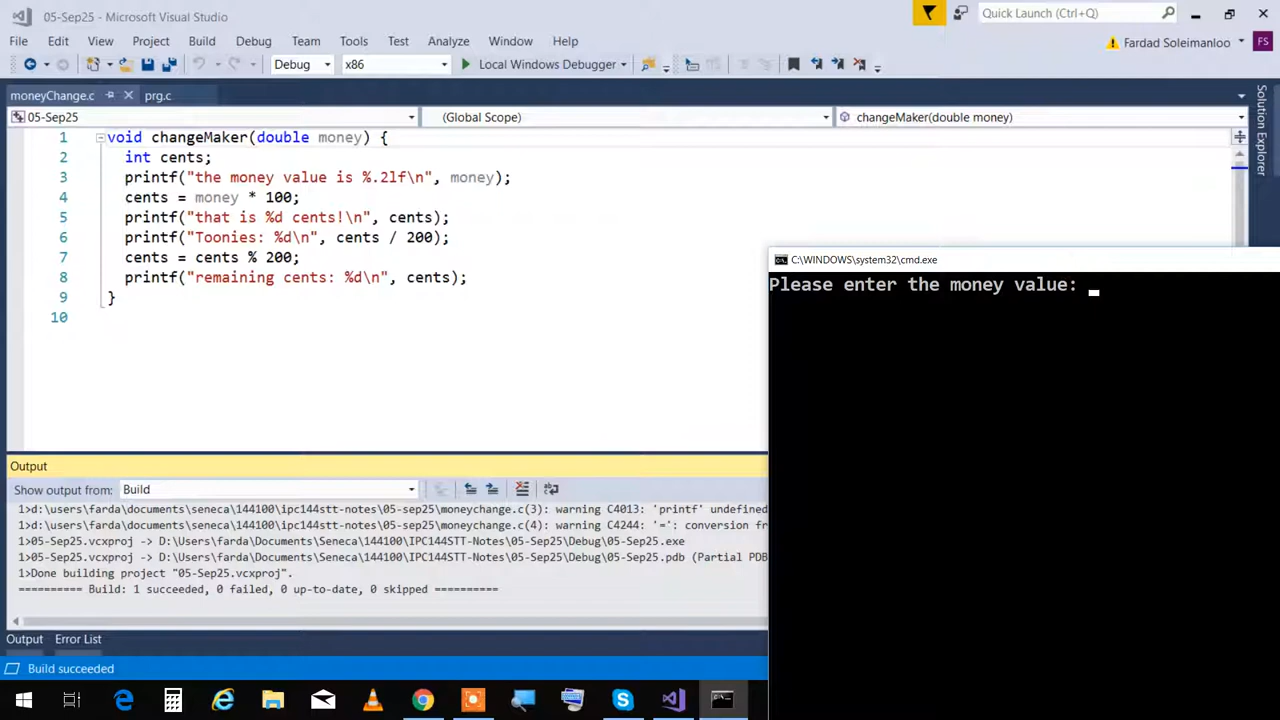 05-Sep25 - Microsoft Visual Studio
Quick Launch (Ctrl+Q)
File Edit View Project Build Debug Team Tools Test Analyze Window Help
Fardad Soleimanloo FS
Debug x86 Local Windows Debugger
moneyChange.c prg.c
05-Sep25 (Global Scope) changeMaker(double money)
Solution Explorer
1 void changeMaker(double money) {
2 int cents;
3 printf("the money value is %.2lf\n", money);
4 cents = money * 100;
5 printf("that is %d cents!\n", cents);
6 printf("Toonies: %d\n", cents / 200);
7 cents = cents % 200;
8 printf("remaining cents: %d\n", cents);
9 }
10
C:\WINDOWS\system32\cmd.exe
Please enter the money value:
Output
Show output from: Build
1>d:\users\farda\documents\seneca\144100\ipc144stt-notes\05-sep25\moneychange.c(3): warning C4013: 'printf' undefined
1>d:\users\farda\documents\seneca\144100\ipc144stt-notes\05-sep25\moneychange.c(4): warning C4244: '=': conversion fr
1>05-Sep25.vcxproj -> D:\Users\farda\Documents\Seneca\144100\IPC144STT-Notes\05-Sep25\Debug\05-Sep25.exe
1>05-Sep25.vcxproj -> D:\Users\farda\Documents\Seneca\144100\IPC144STT-Notes\05-Sep25\Debug\05-Sep25.pdb (Partial PDB
1>Done building project "05-Sep25.vcxproj".
========== Build: 1 succeeded, 0 failed, 0 up-to-date, 0 skipped ==========
Output Error List
Build succeeded